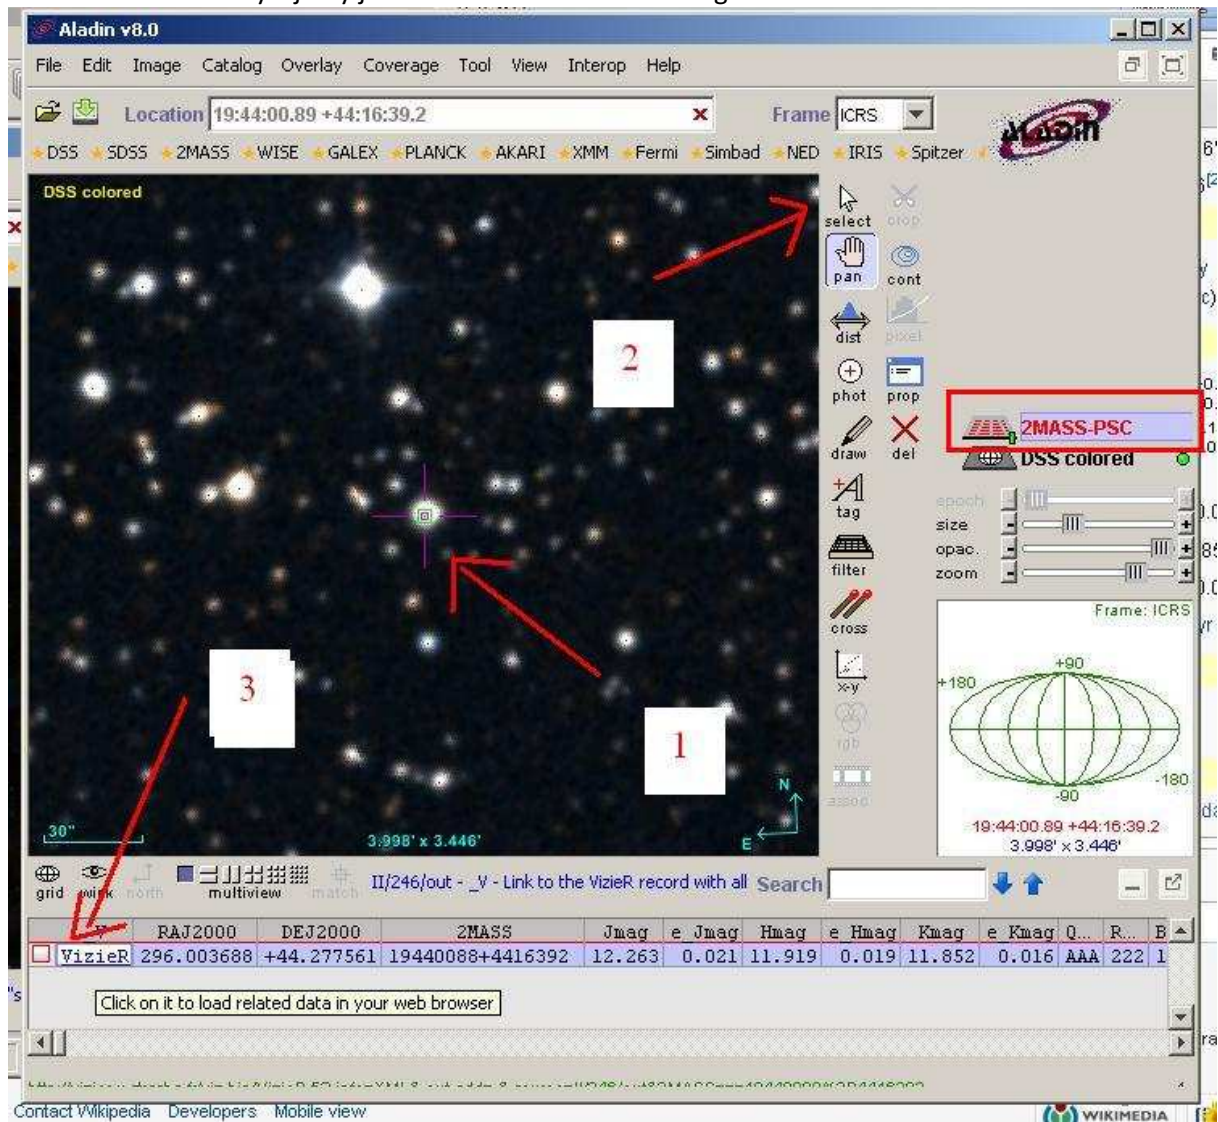 Aladin v8.0
File Edit Image Catalog Overlay Coverage Tool View Interop Help
Location 19:44:00.89 +44:16:39.2 Frame ICRS
ALADIN
DSS SDSS 2MASS WISE GALEX PLANCK AKARI XMM Fermi Simbad NED IRIS Spitzer
DSS colored
select crop
pan cont
dist pixel
phot prop
draw del
tag
filter
cross
x-y
rgb
assoc
2
3
1
2MASS-PSC
DSS colored
epoch
size
opac.
zoom
Frame: ICRS
+90
+180
-180
-90
19:44:00.89 +44:16:39.2
3.998' x 3.446'
30"
3.998' x 3.446'
N
E
grid wink north multiview match II/246/out - _V - Link to the VizieR record with all Search
_V RAJ2000 DEJ2000 2MASS Jmag e_Jmag Hmag e_Hmag Kmag e_Kmag Q... R... B
VizieR 296.003688 +44.277561 19440088+4416392 12.263 0.021 11.919 0.019 11.852 0.016 AAA 222 1
Click on it to load related data in your web browser
Contact Wikipedia Developers Mobile view
WIKIMEDIA